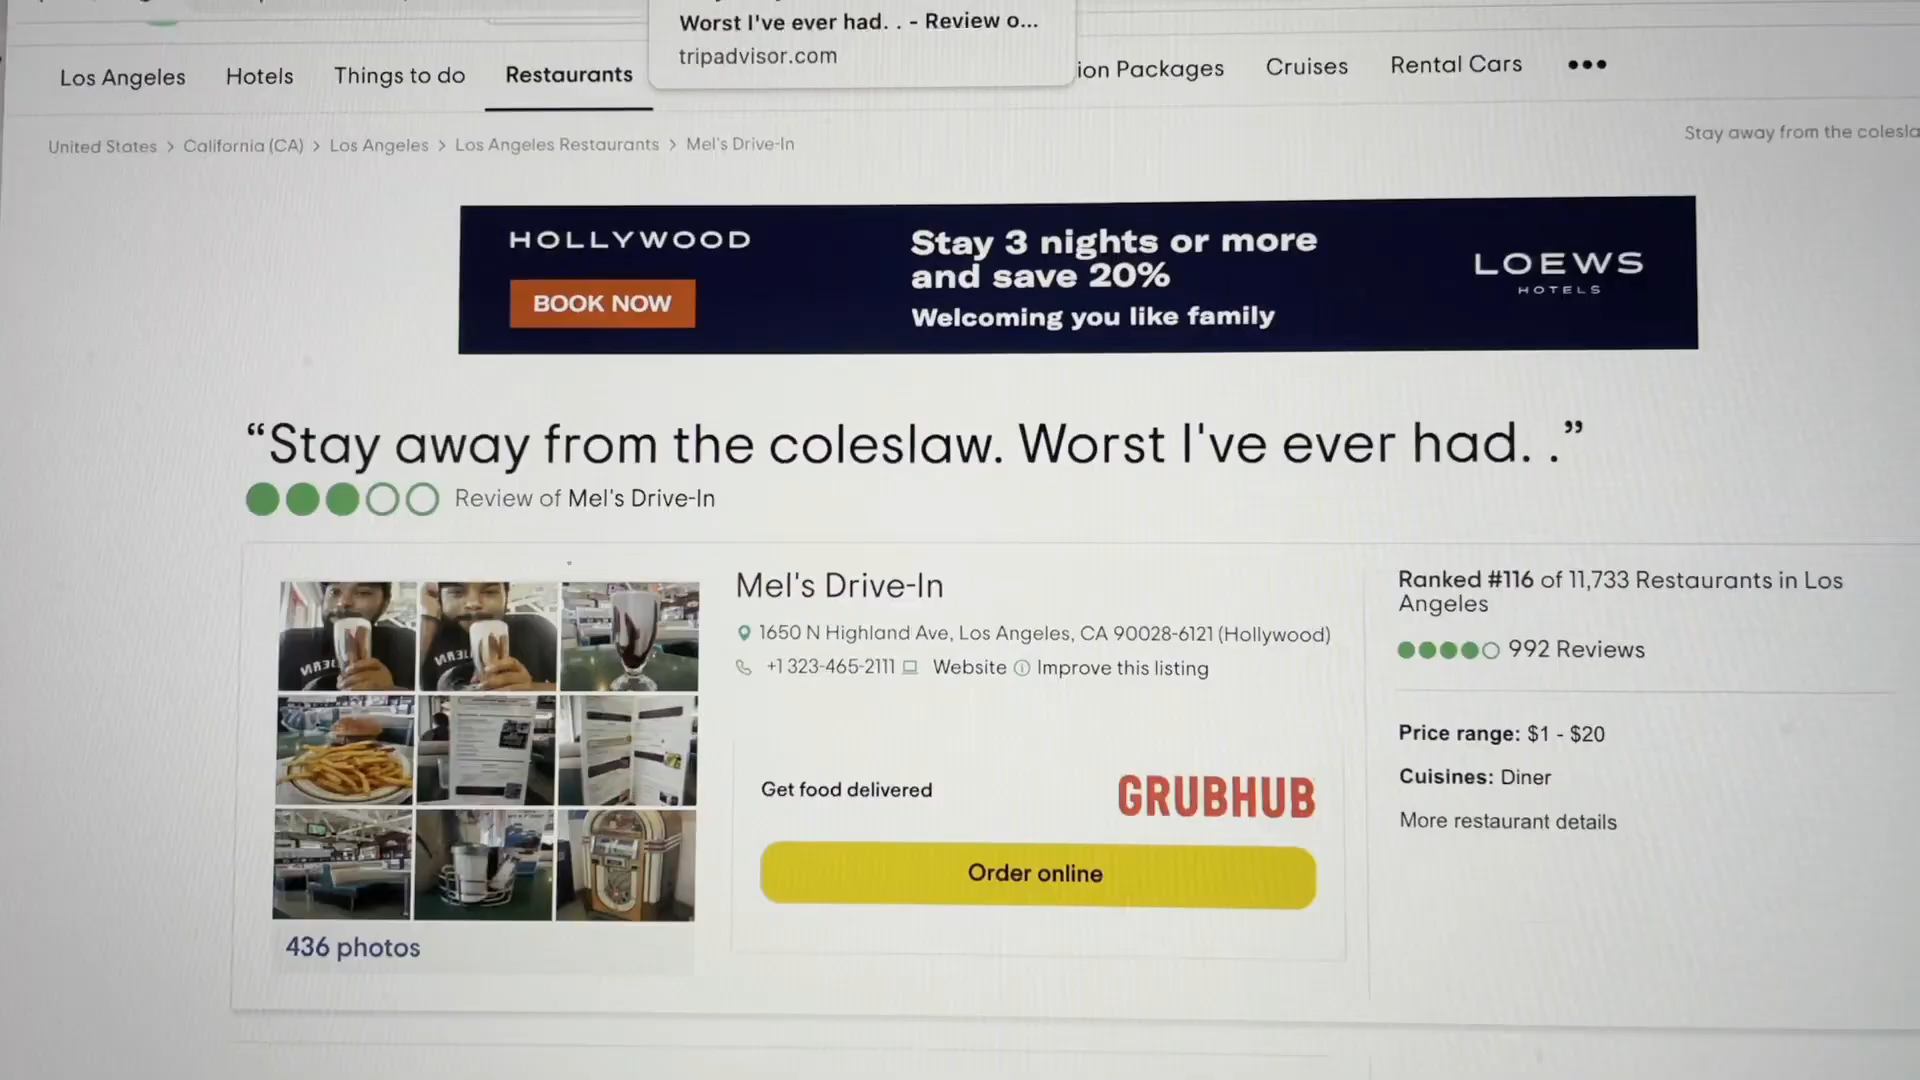 Worst I've ever had. . - Review o...
tripadvisor.com
Los Angeles Hotels Things to do Restaurants ion Packages Cruises Rental Cars •••
United States > California (CA) > Los Angeles > Los Angeles Restaurants > Mel's Drive-In
Stay away from the colesla
HOLLYWOOD
BOOK NOW
Stay 3 nights or more
and save 20%
Welcoming you like family
LOEWS
HOTELS
“Stay away from the coleslaw. Worst I've ever had. .”
Review of Mel's Drive-In
Mel's Drive-In
1650 N Highland Ave, Los Angeles, CA 90028-6121 (Hollywood)
+1 323-465-2111 Website Improve this listing
Get food delivered
GRUBHUB
Order online
436 photos
Ranked #116 of 11,733 Restaurants in Los
Angeles
992 Reviews
Price range: $1 - $20
Cuisines: Diner
More restaurant details